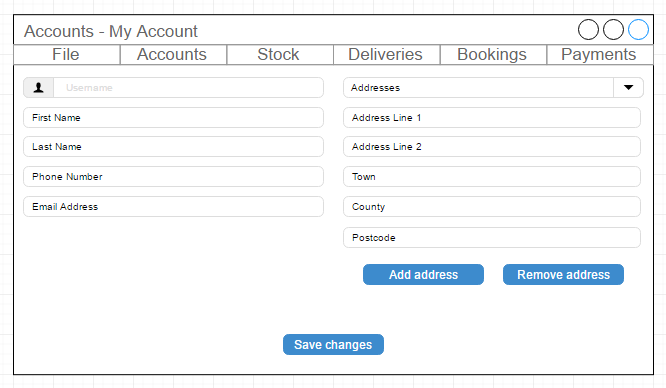 Accounts - My Account
File Accounts Stock Deliveries Bookings Payments
Username
First Name
Last Name
Phone Number
Email Address
Addresses
Address Line 1
Address Line 2
Town
County
Postcode
Add address Remove address
Save changes